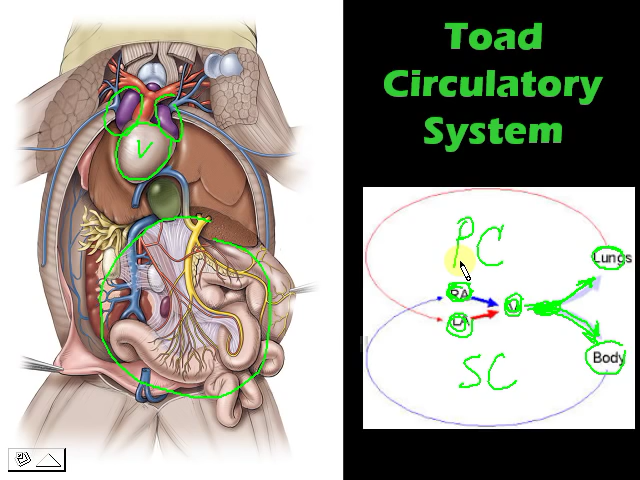 Toad
Circulatory
System
V
PC
Lungs
RA
V
LA
SC
Body